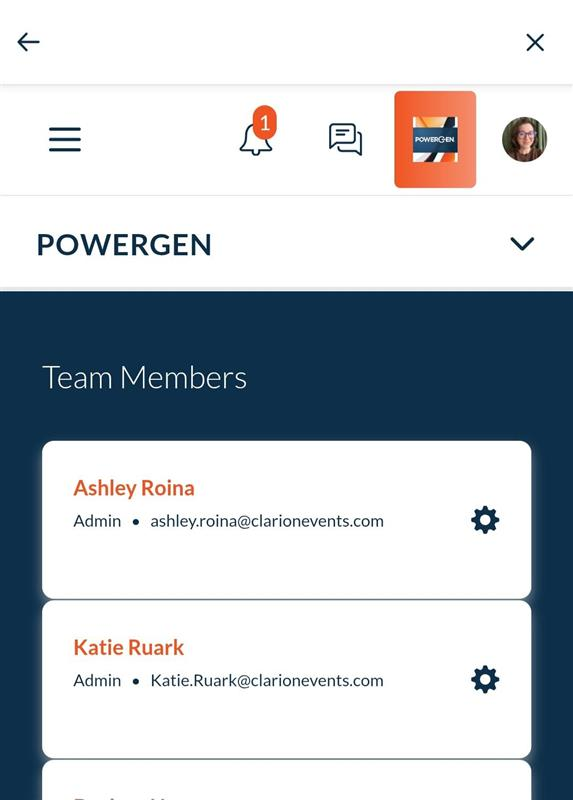 1
POWERGEN
POWERGEN
Team Members
Ashley Roina
Admin • ashley.roina@clarionevents.com
Katie Ruark
Admin • Katie.Ruark@clarionevents.com